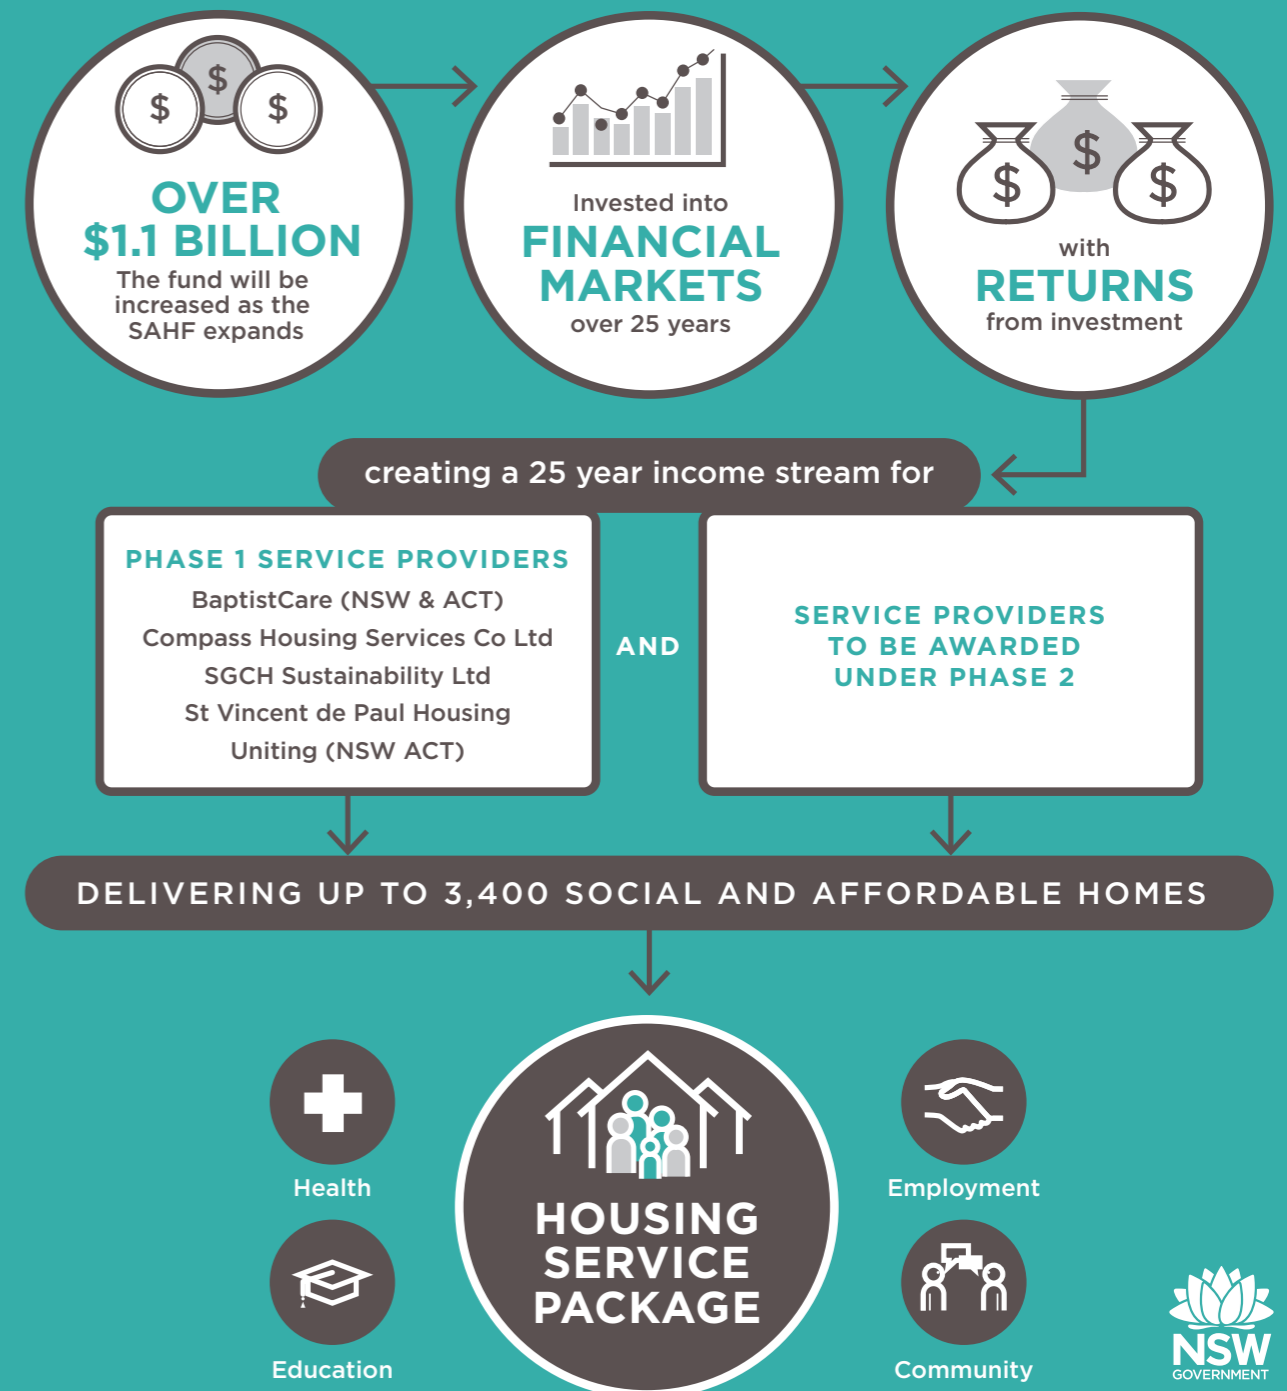 $
$
$
OVER
$1.1 BILLION
The fund will be
increased as the
SAHF expands
Invested into
FINANCIAL
MARKETS
over 25 years
$
$
$
with
RETURNS
from investment
creating a 25 year income stream for
PHASE 1 SERVICE PROVIDERS
BaptistCare (NSW & ACT)
Compass Housing Services Co Ltd
SGCH Sustainability Ltd
St Vincent de Paul Housing
Uniting (NSW ACT)
AND
SERVICE PROVIDERS
TO BE AWARDED
UNDER PHASE 2
DELIVERING UP TO 3,400 SOCIAL AND AFFORDABLE HOMES
Health
Education
HOUSING
SERVICE
PACKAGE
Employment
Community
NSW
GOVERNMENT